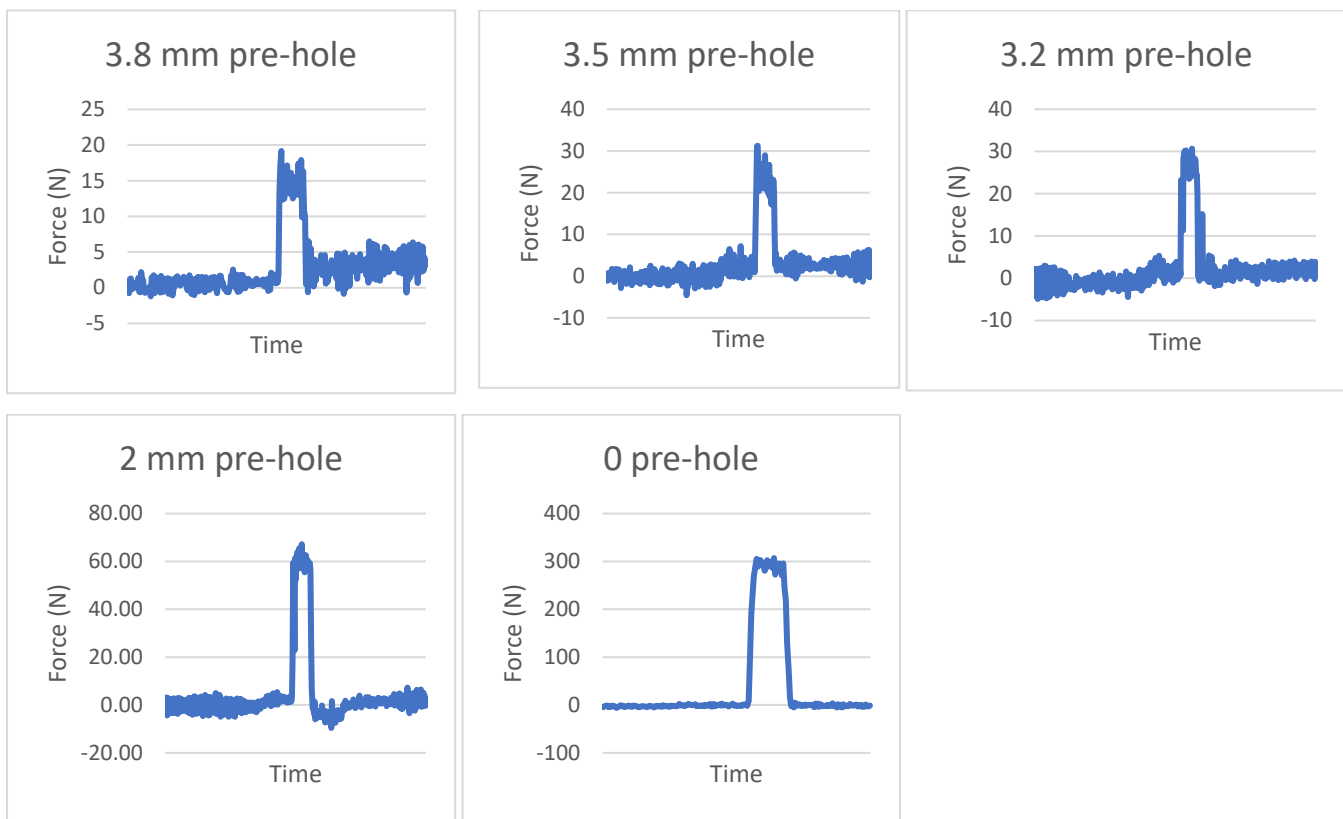 3.8 mm pre-hole
25
20
15
10
5
0
-5
Force (N)
Time
3.5 mm pre-hole
40
30
20
10
0
-10
Force (N)
Time
3.2 mm pre-hole
40
30
20
10
0
-10
Force (N)
Time
2 mm pre-hole
80.00
60.00
40.00
20.00
0.00
-20.00
Force (N)
Time
0 pre-hole
400
300
200
100
0
-100
Force (N)
Time